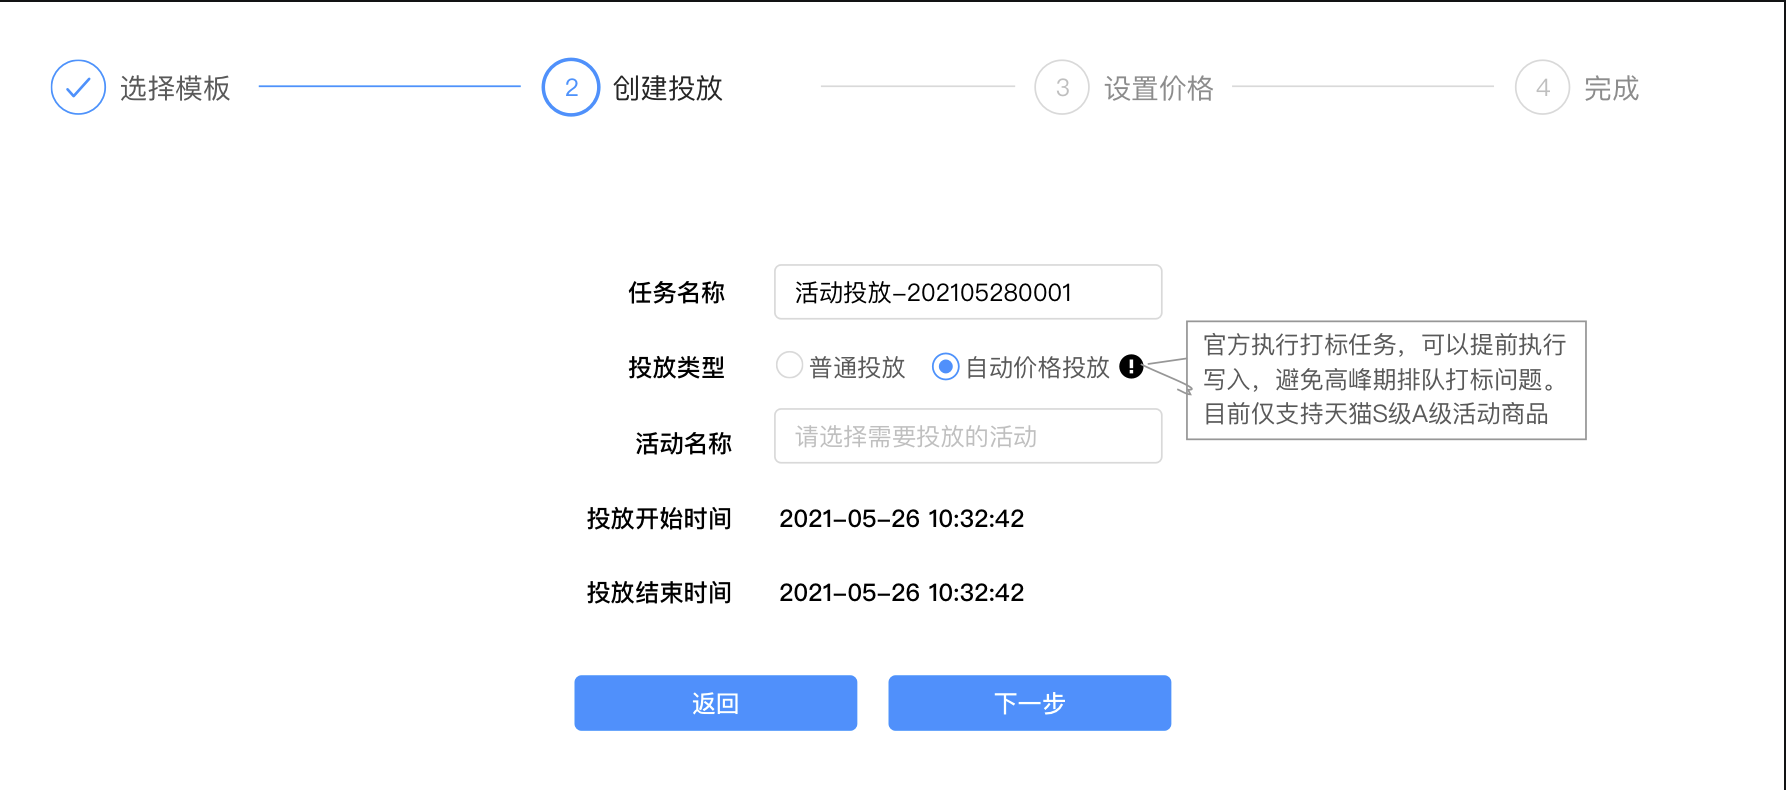 选择模板
2 创建投放
3 设置价格
4 完成
任务名称 活动投放-202105280001
投放类型 普通投放 自动价格投放
官方执行打标任务，可以提前执行
写入，避免高峰期排队打标问题。
目前仅支持天猫S级A级活动商品
活动名称 请选择需要投放的活动
投放开始时间 2021-05-26 10:32:42
投放结束时间 2021-05-26 10:32:42
返回 下一步